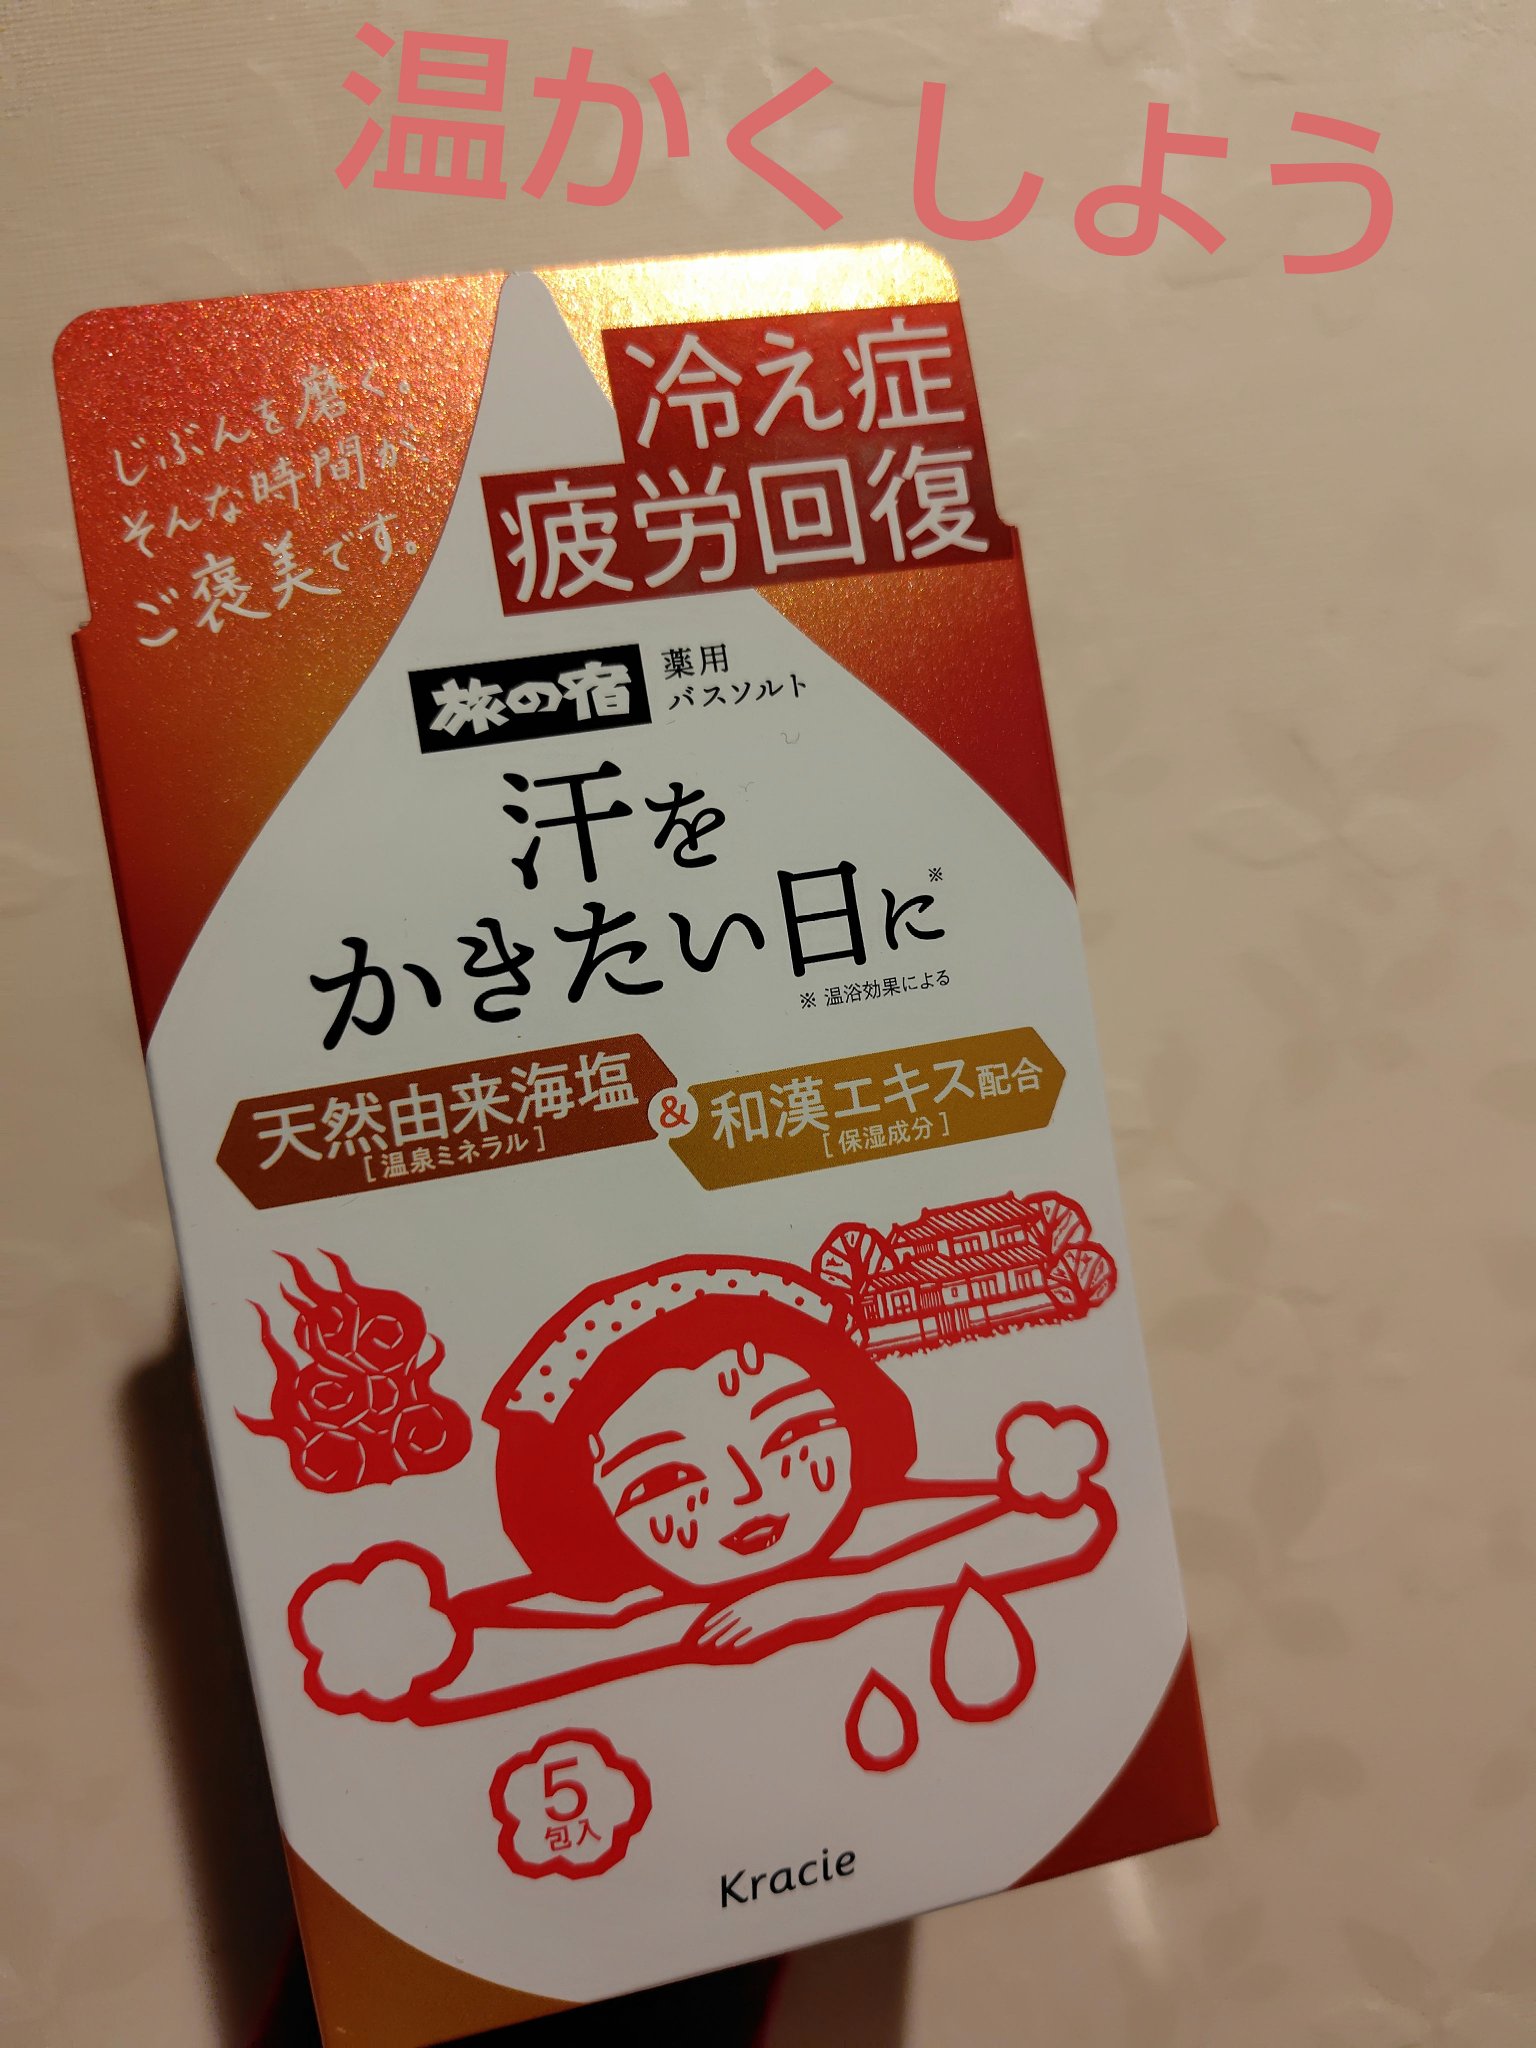 温かくしよう
じぶんを磨く。
そんな時間が、
ご褒美です。
冷え症
疲労回復
旅の宿
薬用
バスソルト
汗を
かきたい日に※
※ 温浴効果による
天然由来海塩
[温泉ミネラル]
&
和漢エキス配合
[保湿成分]
5
包入
Kracie